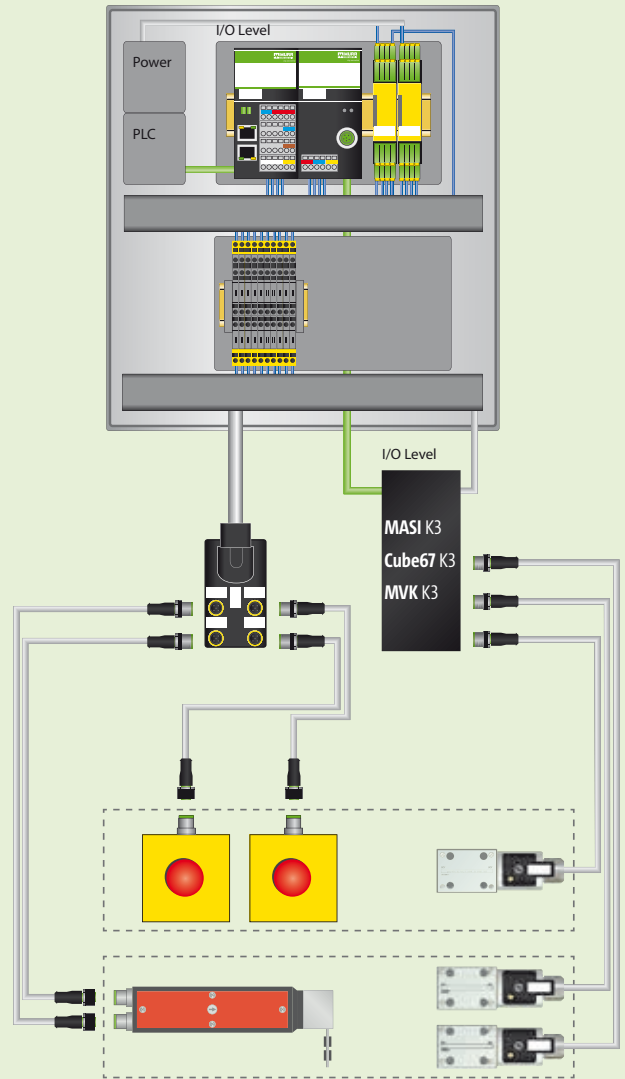 I/O Level
Power
PLC
I/O Level
MASI K3
Cube67 K3
MVK K3